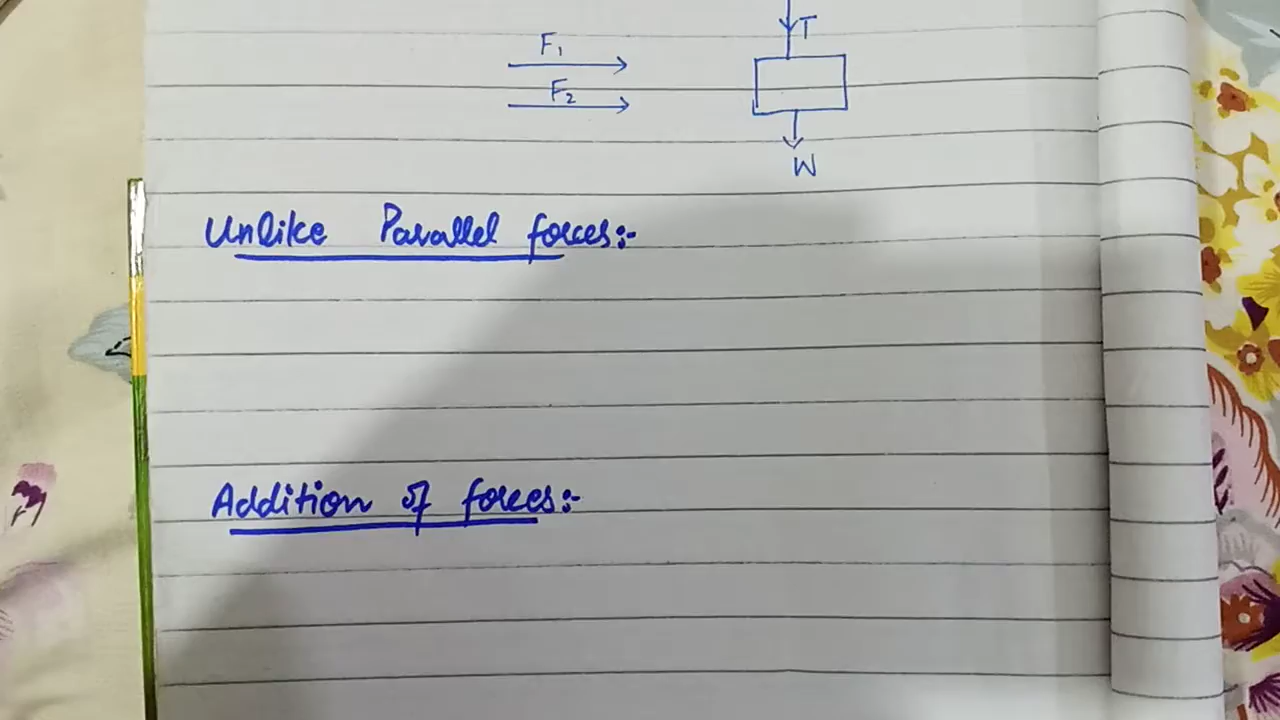 T
F₁
F₂
W
Unlike Parallel forces:-
Addition of forces:-